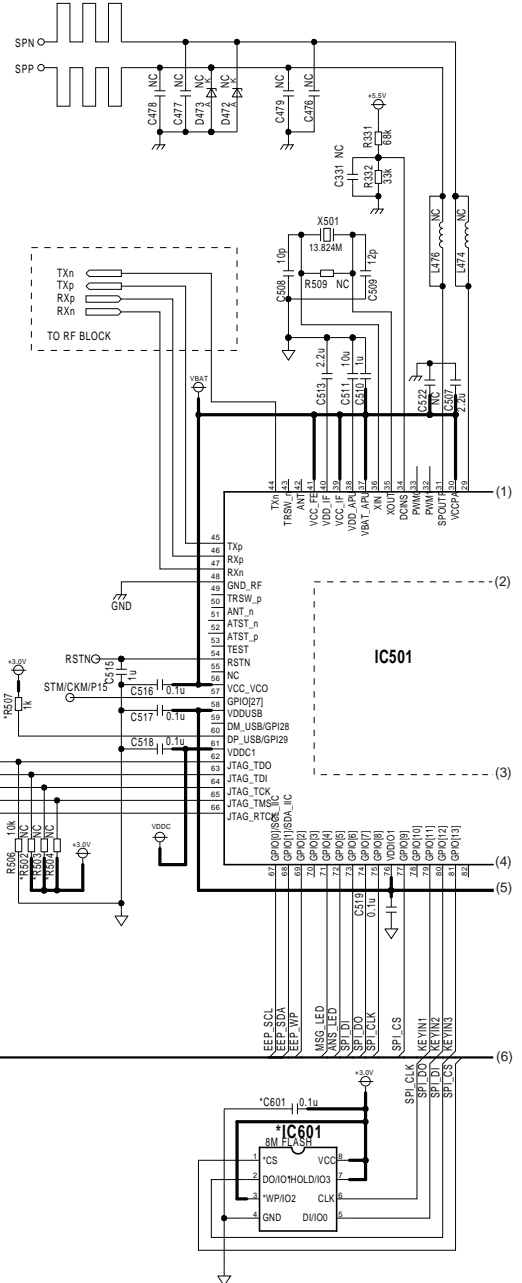 SPN
SPP
C478 NC
C477 NC
D473 NC
A K
D472 NC
A K
C479 NC
C476 NC
+5.5V
R331
68k
C331 NC
R332
33k
X501
13.824M
10p
C508
R509 NC
12p
C509
L476 NC
L474 NC
TXn
TXp
RXp
RXn
TO RF BLOCK
VBAT
2.2u
C513
10u
C511
1u
C510
C522
NC
C507
2.2u
44 43 42 41 40 39 38 37 36 35 34 33 32 31 30 29
TXn
TRSW_n
ANT
VCC_FE
VDD_IF
VCC_IF
VDD_APU
VBAT_APU
XIN
XOUT
DCINS
PWM0
PWM1
SPOUTP
VCCPA
(1)
45 TXp
46 RXp
47 RXn
48 GND_RF
49 TRSW_p
50 ANT_n
51 ATST_n
52 ATST_p
53 TEST
54 RSTN
55 NC
56 VCC_VCO
57 GPIO[27]
58 VDDUSB
59 DM_USB/GPI28
60 DP_USB/GPI29
61 VDDC1
62 JTAG_TDO
63 JTAG_TDI
64 JTAG_TCK
65 JTAG_TMS
66 JTAG_RTCK
GND
(2)
IC501
(3)
RSTN
C515
1u
+3.0V
STM/CKM/P15
C516 0.1u
*R507
1k
C517 0.1u
C518 0.1u
VDDC
10k
R506
NC
*R502
NC
*R503
NC
*R504
+3.0V
GPIO[0]/SCL_IIC
GPIO[1]/SDA_IIC
GPIO[2]
GPIO[3]
GPIO[4]
GPIO[5]
GPIO[6]
GPIO[7]
GPIO[8]
VDDIO1
GPIO[9]
GPIO[10]
GPIO[11]
GPIO[12]
GPIO[13]
(4)
67 68 69 70 71 72 73 74 75 76 77 78 79 80 81 82
(5)
C519
0.1u
EEP_SCL
EEP_SDA
EEP_WP
MSG_LED
ANS_LED
SPI_DI
SPI_DO
SPI_CLK
SPI_CS
KEYIN1
KEYIN2
KEYIN3
(6)
SPI_CLK
SPI_DO
SPI_DI
SPI_CS
+3.0V
*C601 0.1u
*IC601
8M FLASH
1 *CS VCC 8
2 DO/IO1 HOLD/IO3 7
3 *WP/IO2 CLK 6
4 GND DI/IO0 5